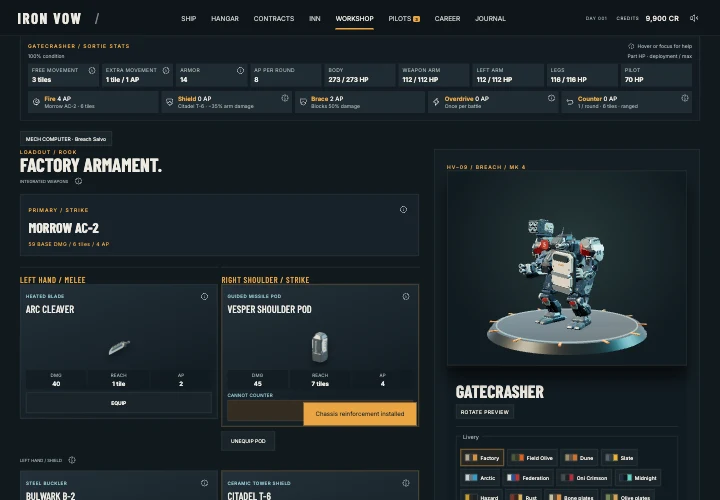 IRON VOW /
SHIP HANGAR CONTRACTS INN WORKSHOP PILOTS CAREER JOURNAL
DAY 001 CREDITS 9,900 CR
GATECRASHER / SORTIE STATS
Hover or focus for help
100% condition
Part HP · deployment / max
FREE MOVEMENT
3 tiles
EXTRA MOVEMENT
1 tile / 1 AP
ARMOR
14
AP PER ROUND
8
BODY
273 / 273 HP
WEAPON ARM
112 / 112 HP
LEFT ARM
112 / 112 HP
LEGS
116 / 116 HP
PILOT
70 HP
Fire 4 AP
Morrow AC-2 · 6 tiles
Shield 0 AP
Citadel T-6 · -35% arm damage
Brace 2 AP
Blocks 50% damage
Overdrive 0 AP
Once per battle
Counter 0 AP
1 / round · 6 tiles · ranged
MECH COMPUTER · Breach Salvo
LOADOUT / ROOK
FACTORY ARMAMENT.
INTEGRATED WEAPONS
PRIMARY / STRIKE
MORROW AC-2
59 BASE DMG / 6 tiles / 4 AP
LEFT HAND / MELEE
HEATED BLADE
ARC CLEAVER
DMG
40
REACH
1 tile
AP
2
EQUIP
RIGHT SHOULDER / STRIKE
GUIDED MISSILE POD
VESPER SHOULDER POD
DMG
45
REACH
7 tiles
AP
4
CANNOT COUNTER
Chassis reinforcement installed
UNEQUIP POD
LEFT HAND / SHIELD
STEEL BUCKLER
BULWARK B-2
CERAMIC TOWER SHIELD
CITADEL T-6
HV-09 / BREACH / MK 4
GATECRASHER
ROTATE PREVIEW
Livery
Factory
Field Olive
Dune
Slate
Arctic
Federation
Oni Crimson
Midnight
Hazard
Rust
Bone plates
Olive plates